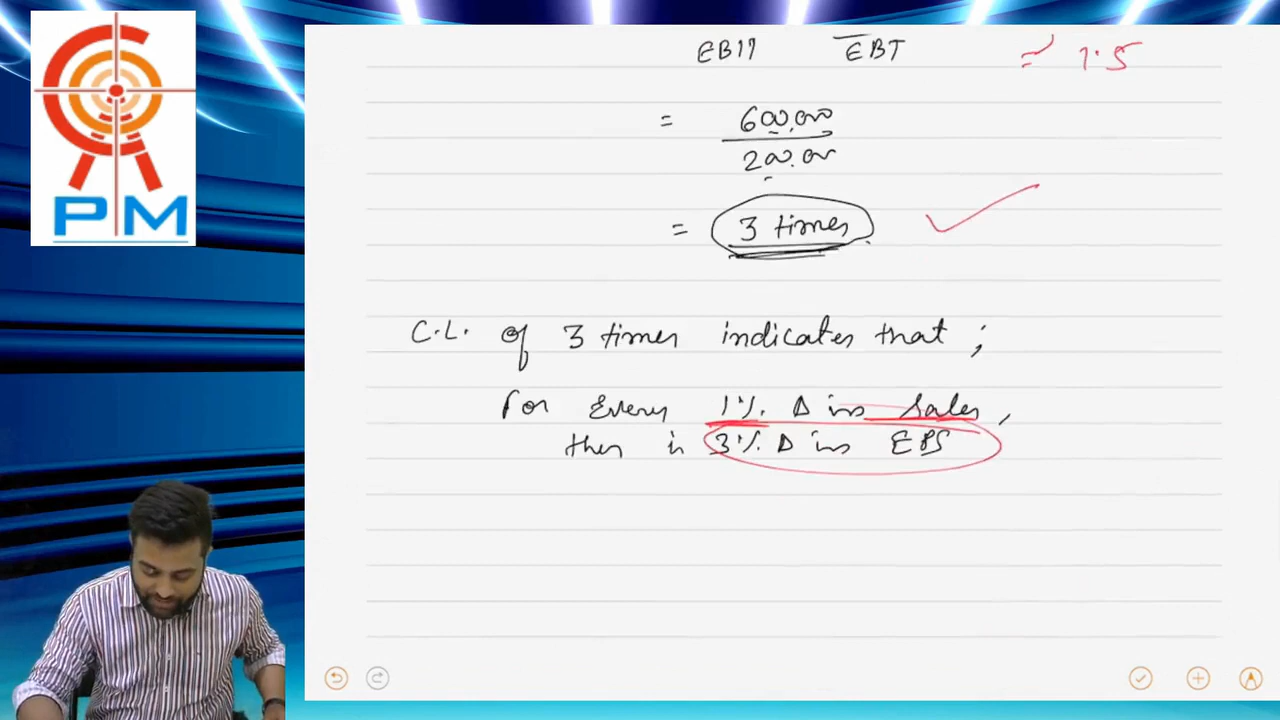 PM
EBIT EBT = 1.5
= 600,000
200,000
= 3 times
C.L. of 3 times indicates that ;
For Every 1% Δ in Sales,
then is 3% Δ in EPS